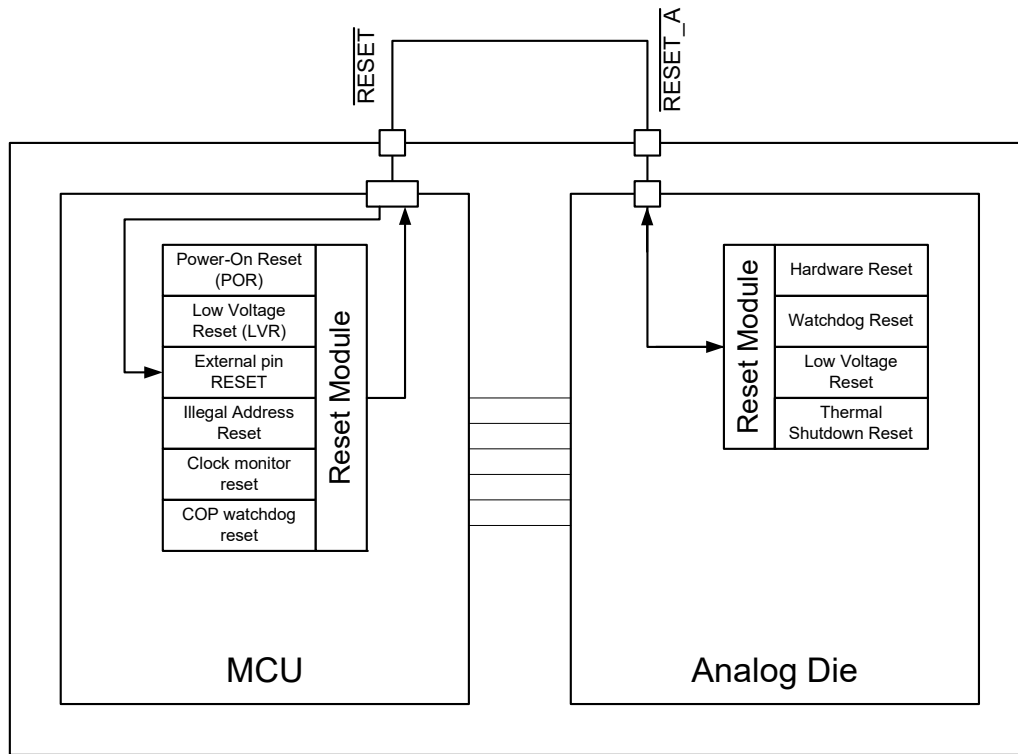 RESET
RESET_A
Power-On Reset
(POR)
Low Voltage
Reset (LVR)
External pin
RESET
Illegal Address
Reset
Clock monitor
reset
COP watchdog
reset
Reset Module
Reset Module
Hardware Reset
Watchdog Reset
Low Voltage
Reset
Thermal
Shutdown Reset
MCU
Analog Die